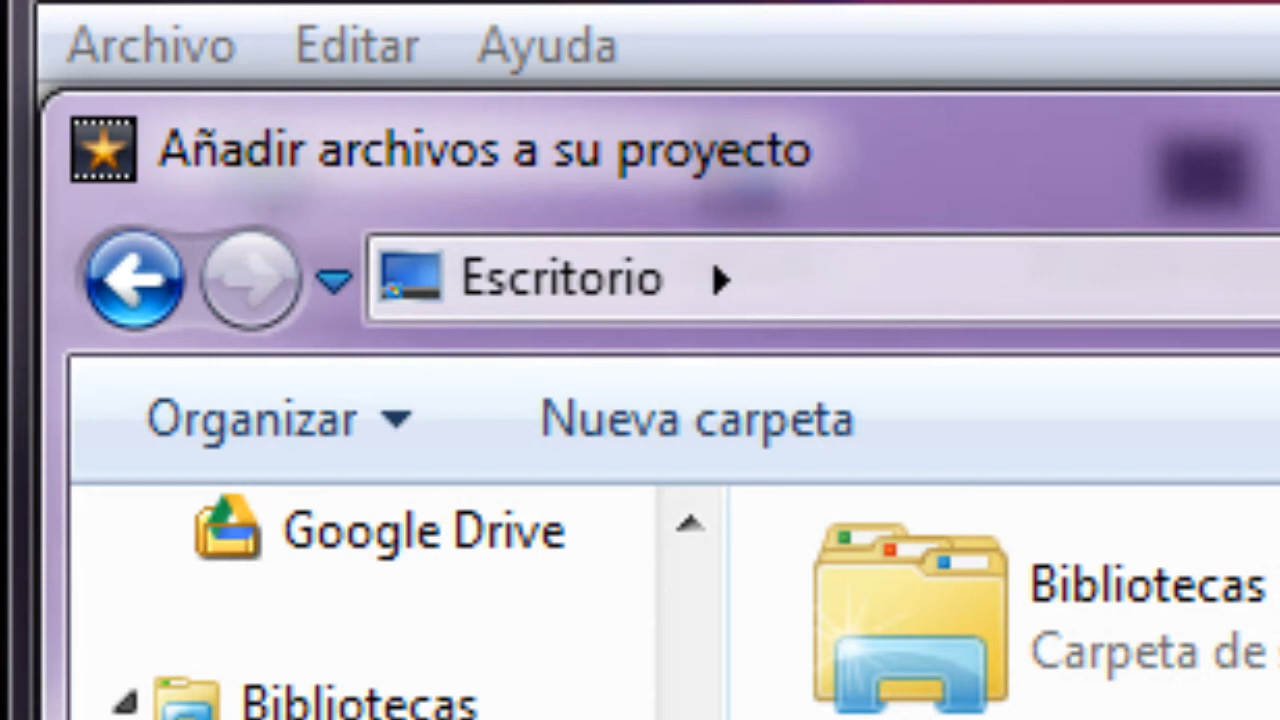 Archivo Editar Ayuda
Añadir archivos a su proyecto
Escritorio
Organizar Nueva carpeta
Google Drive
Bibliotecas
Carpeta de
Bibliotecas